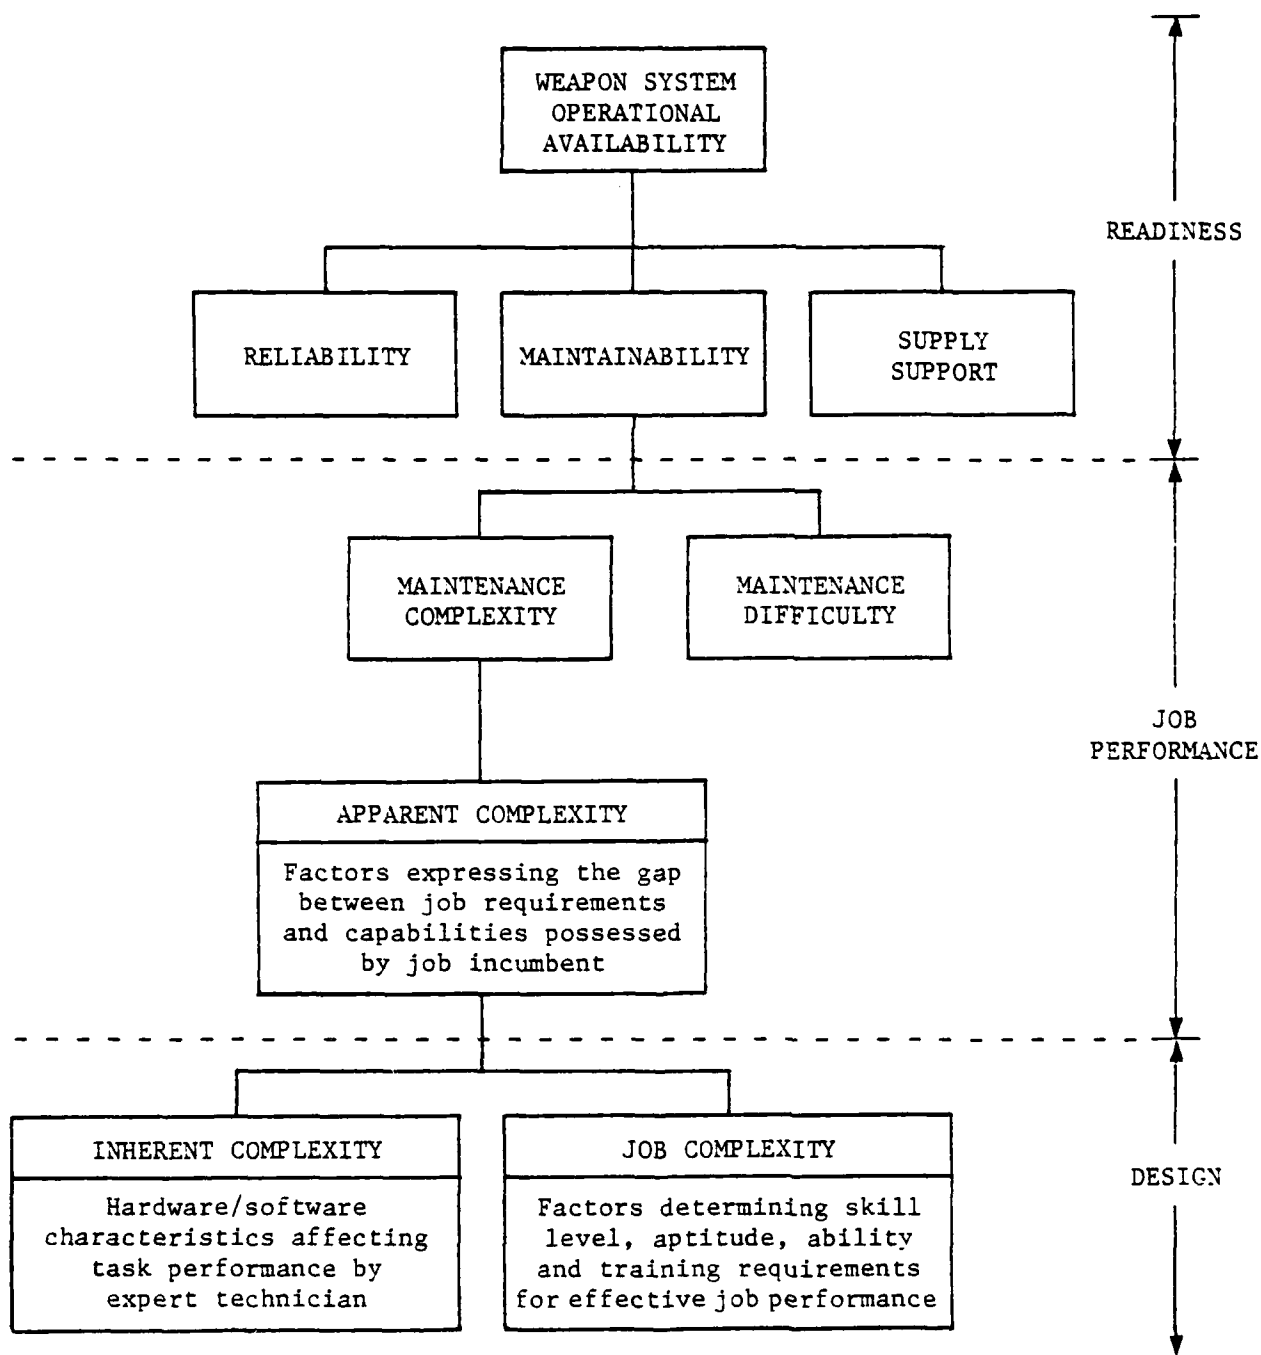 WEAPON SYSTEM
OPERATIONAL
AVAILABILITY
READINESS
RELIABILITY
MAINTAINABILITY
SUPPLY
SUPPORT
MAINTENANCE
COMPLEXITY
MAINTENANCE
DIFFICULTY
JOB
PERFORMANCE
APPARENT COMPLEXITY
Factors expressing the gap
between job requirements
and capabilities possessed
by job incumbent
INHERENT COMPLEXITY
Hardware/software
characteristics affecting
task performance by
expert technician
JOB COMPLEXITY
Factors determining skill
level, aptitude, ability
and training requirements
for effective job performance
DESIGN